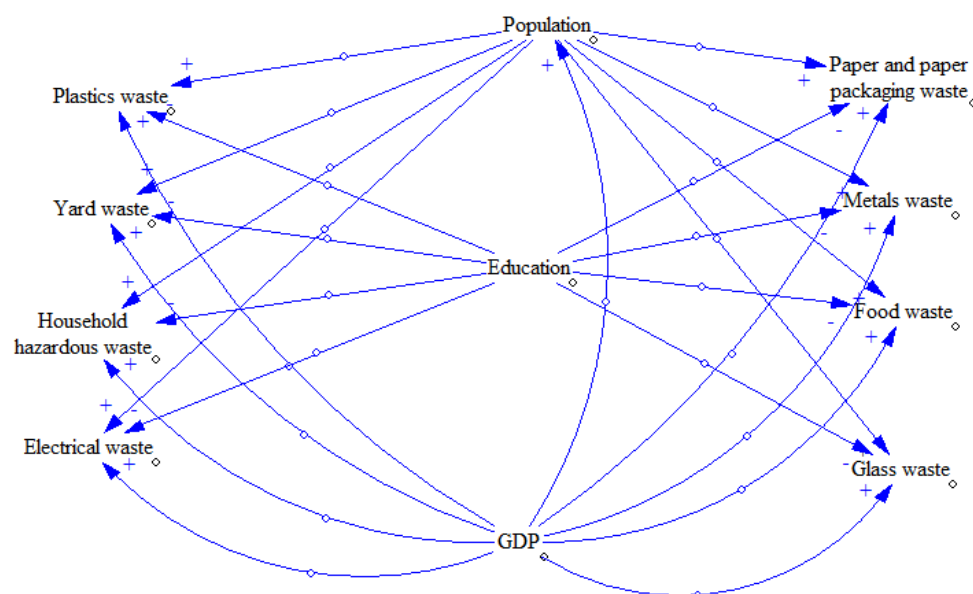 Population
Plastics waste
Paper and paper
packaging waste
Yard waste
Metals waste
Education
Household
hazardous waste
Food waste
Electrical waste
Glass waste
GDP